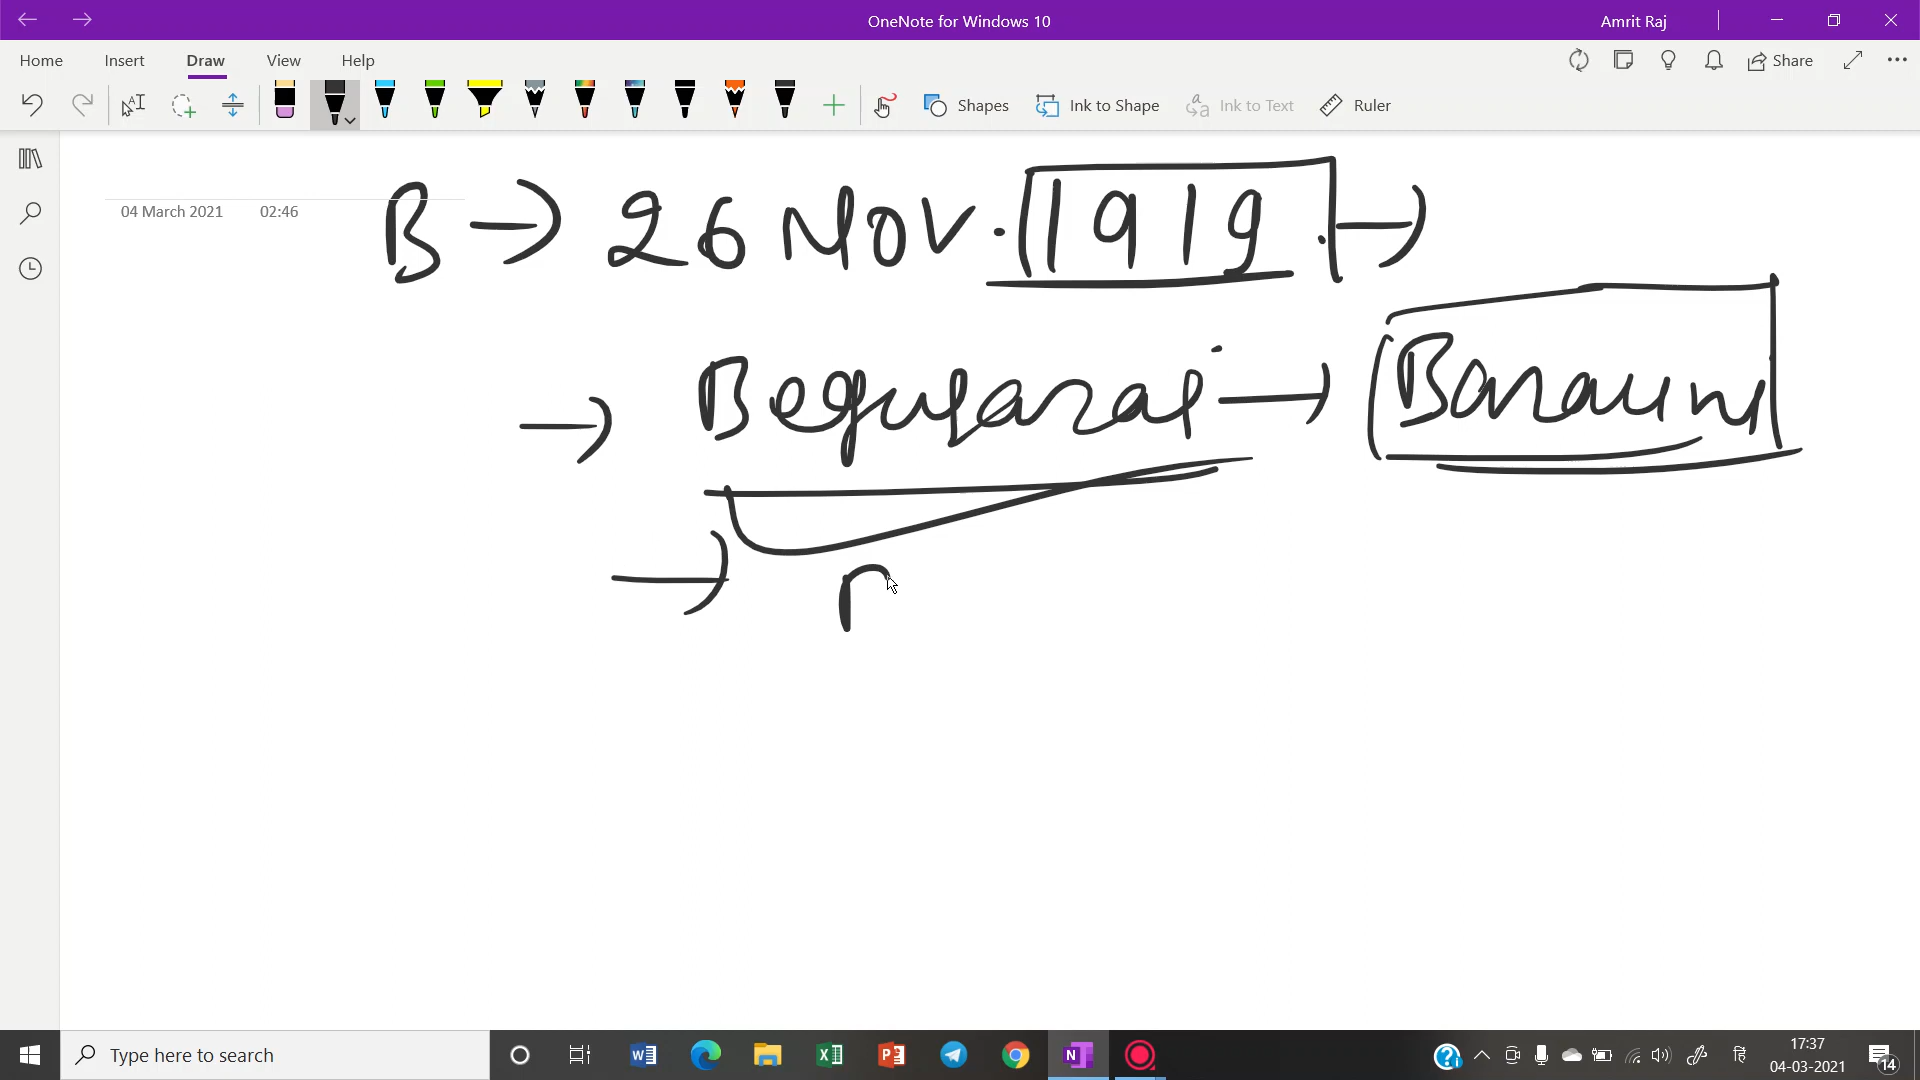 OneNote for Windows 10
Amrit Raj
Home Insert Draw View Help
Share
Shapes Ink to Shape Ink to Text Ruler
04 March 2021 02:46
B → 26 Nov. 1919. →
→ Begusarai → Barauni
→
Type here to search
17:37
04-03-2021
14